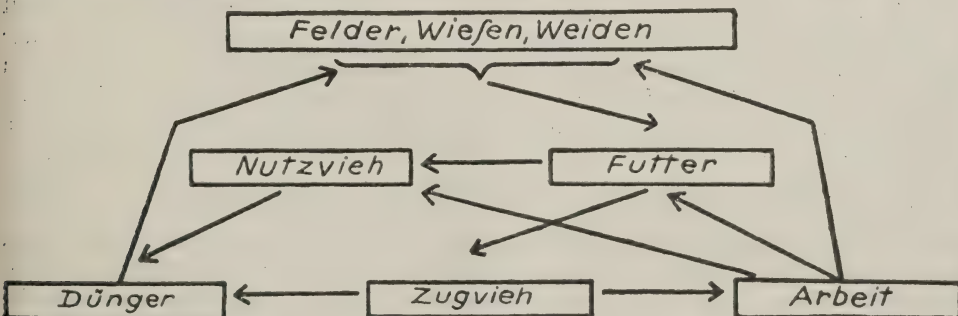 Felder, Wieſen, Weiden
Nutzvieh
Futter
Dünger
Zugvieh
Arbeit